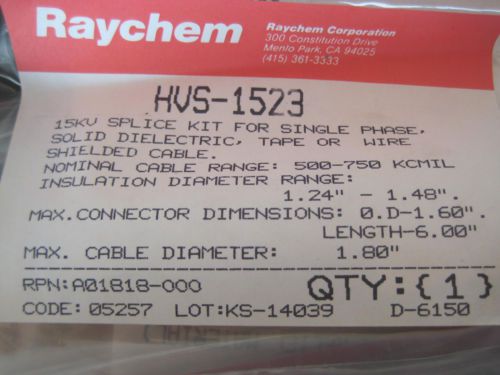 Raychem
Raychem Corporation
300 Constitution Drive
Menlo Park, CA 94025
(415) 361-3333
HVS-1523
15KV SPLICE KIT FOR SINGLE PHASE,
SOLID DIELECTRIC, TAPE OR WIRE
SHIELDED CABLE.
NOMINAL CABLE RANGE: 500-750 KCMIL
INSULATION DIAMETER RANGE:
1.24" - 1.48".
MAX.CONNECTOR DIMENSIONS: O.D-1.60".
LENGTH-6.00"
MAX. CABLE DIAMETER: 1.80"
RPN:A01818-000 QTY:{1}
CODE: 05257 LOT:KS-14039 D-6150